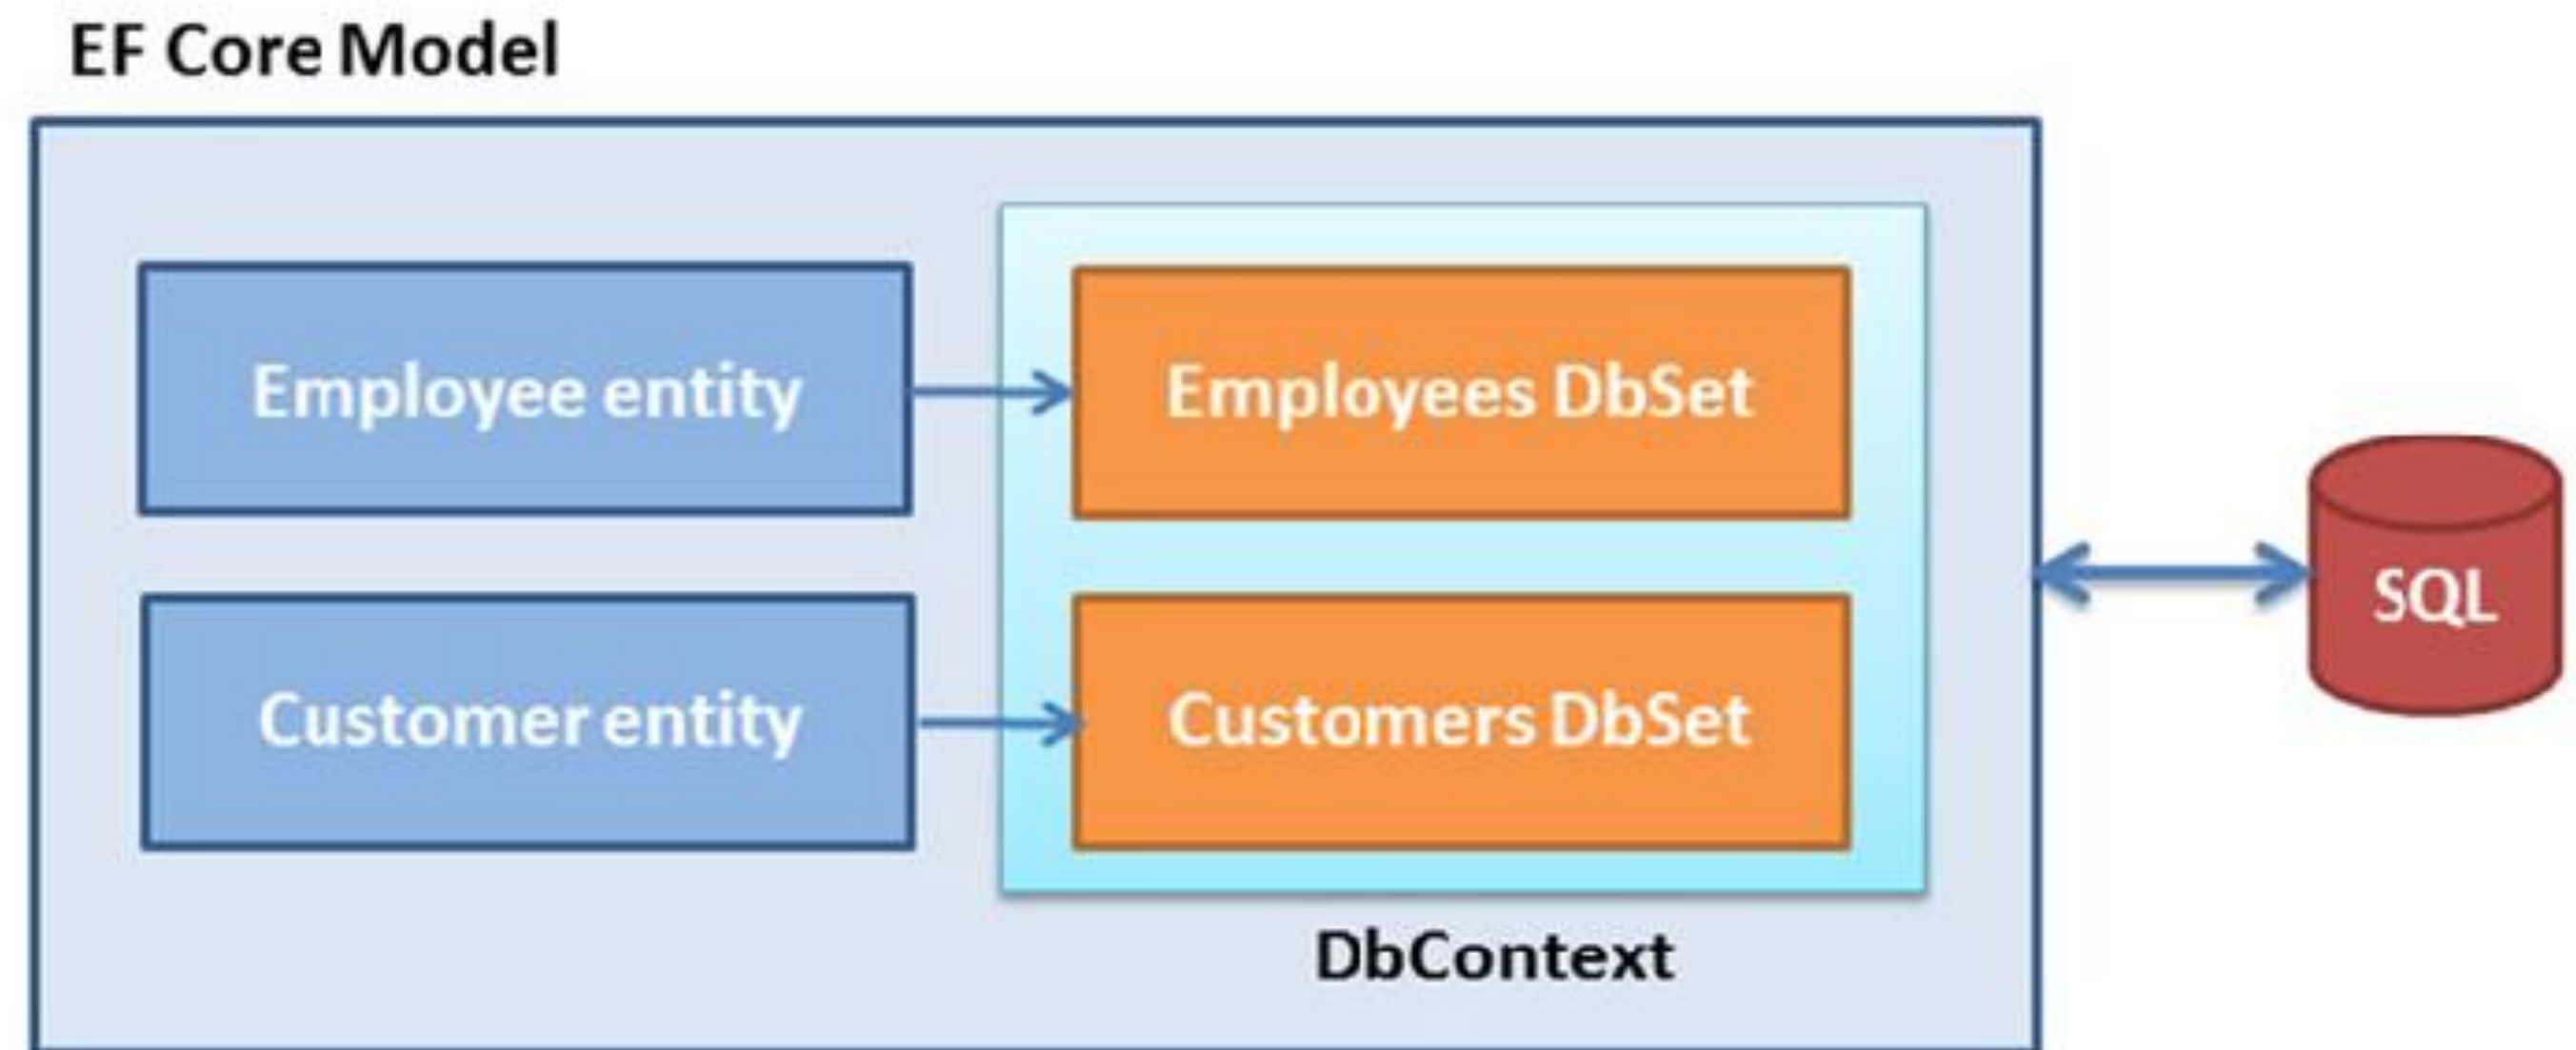 EF Core Model
Employee entity
Employees DbSet
Customer entity
Customers DbSet
SQL
DbContext